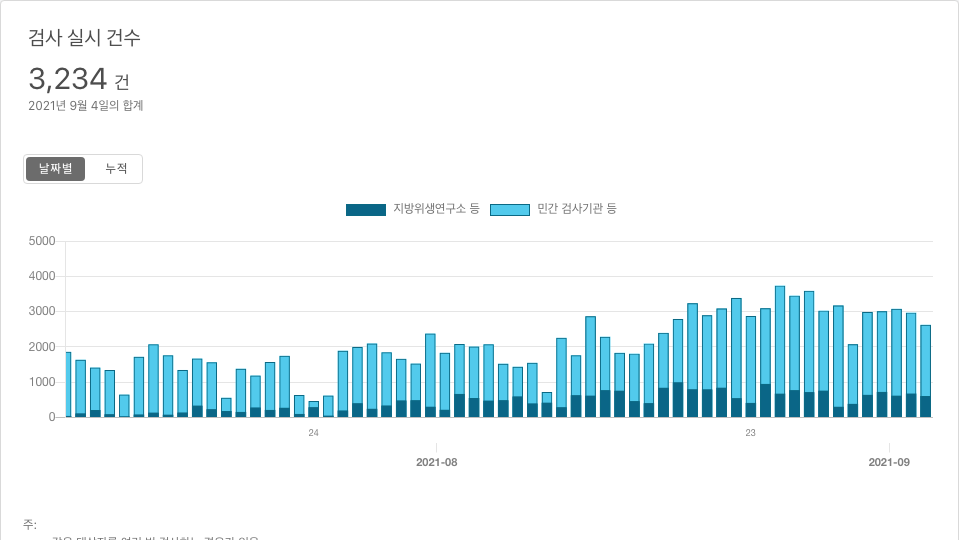 검사 실시 건수
3,234 건
2021년 9월 4일의 합계
날짜별 누적
지방위생연구소 등 민간 검사기관 등
5000
4000
3000
2000
1000
0
24 23
2021-08 2021-09
주: